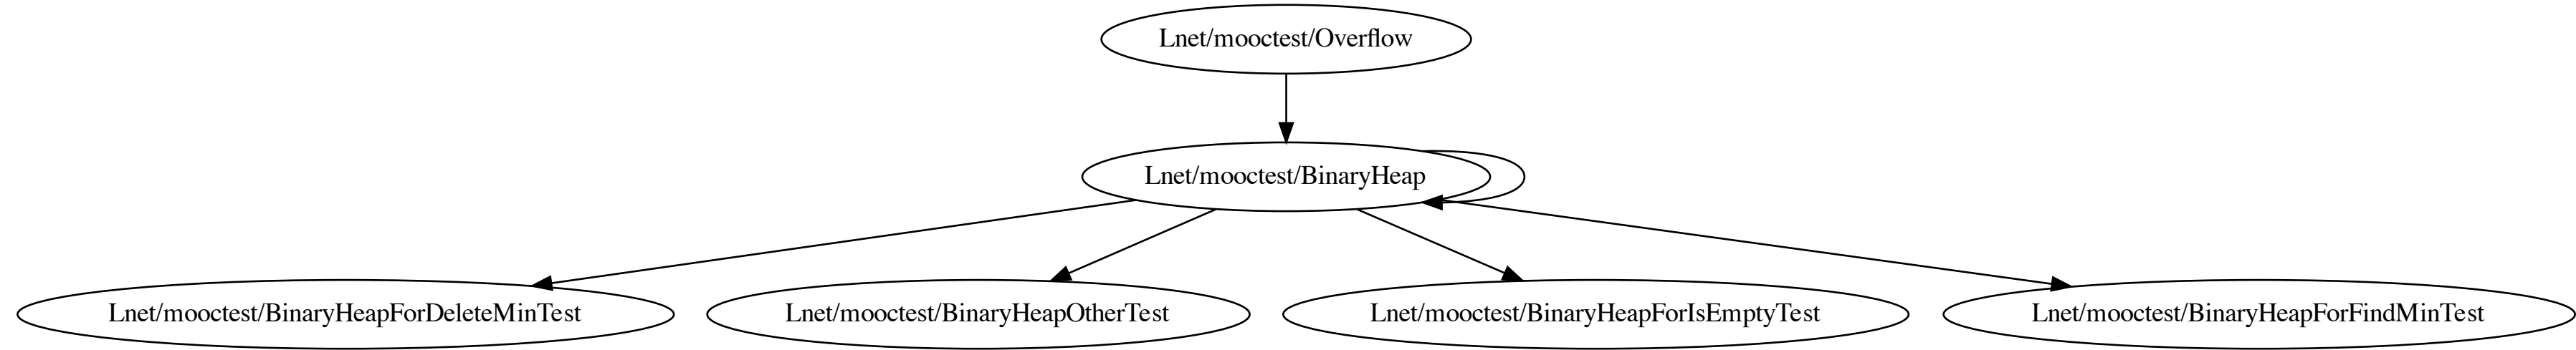 Lnet/mooctest/Overflow
Lnet/mooctest/BinaryHeap
Lnet/mooctest/BinaryHeapForDeleteMinTest
Lnet/mooctest/BinaryHeapOtherTest
Lnet/mooctest/BinaryHeapForIsEmptyTest
Lnet/mooctest/BinaryHeapForFindMinTest